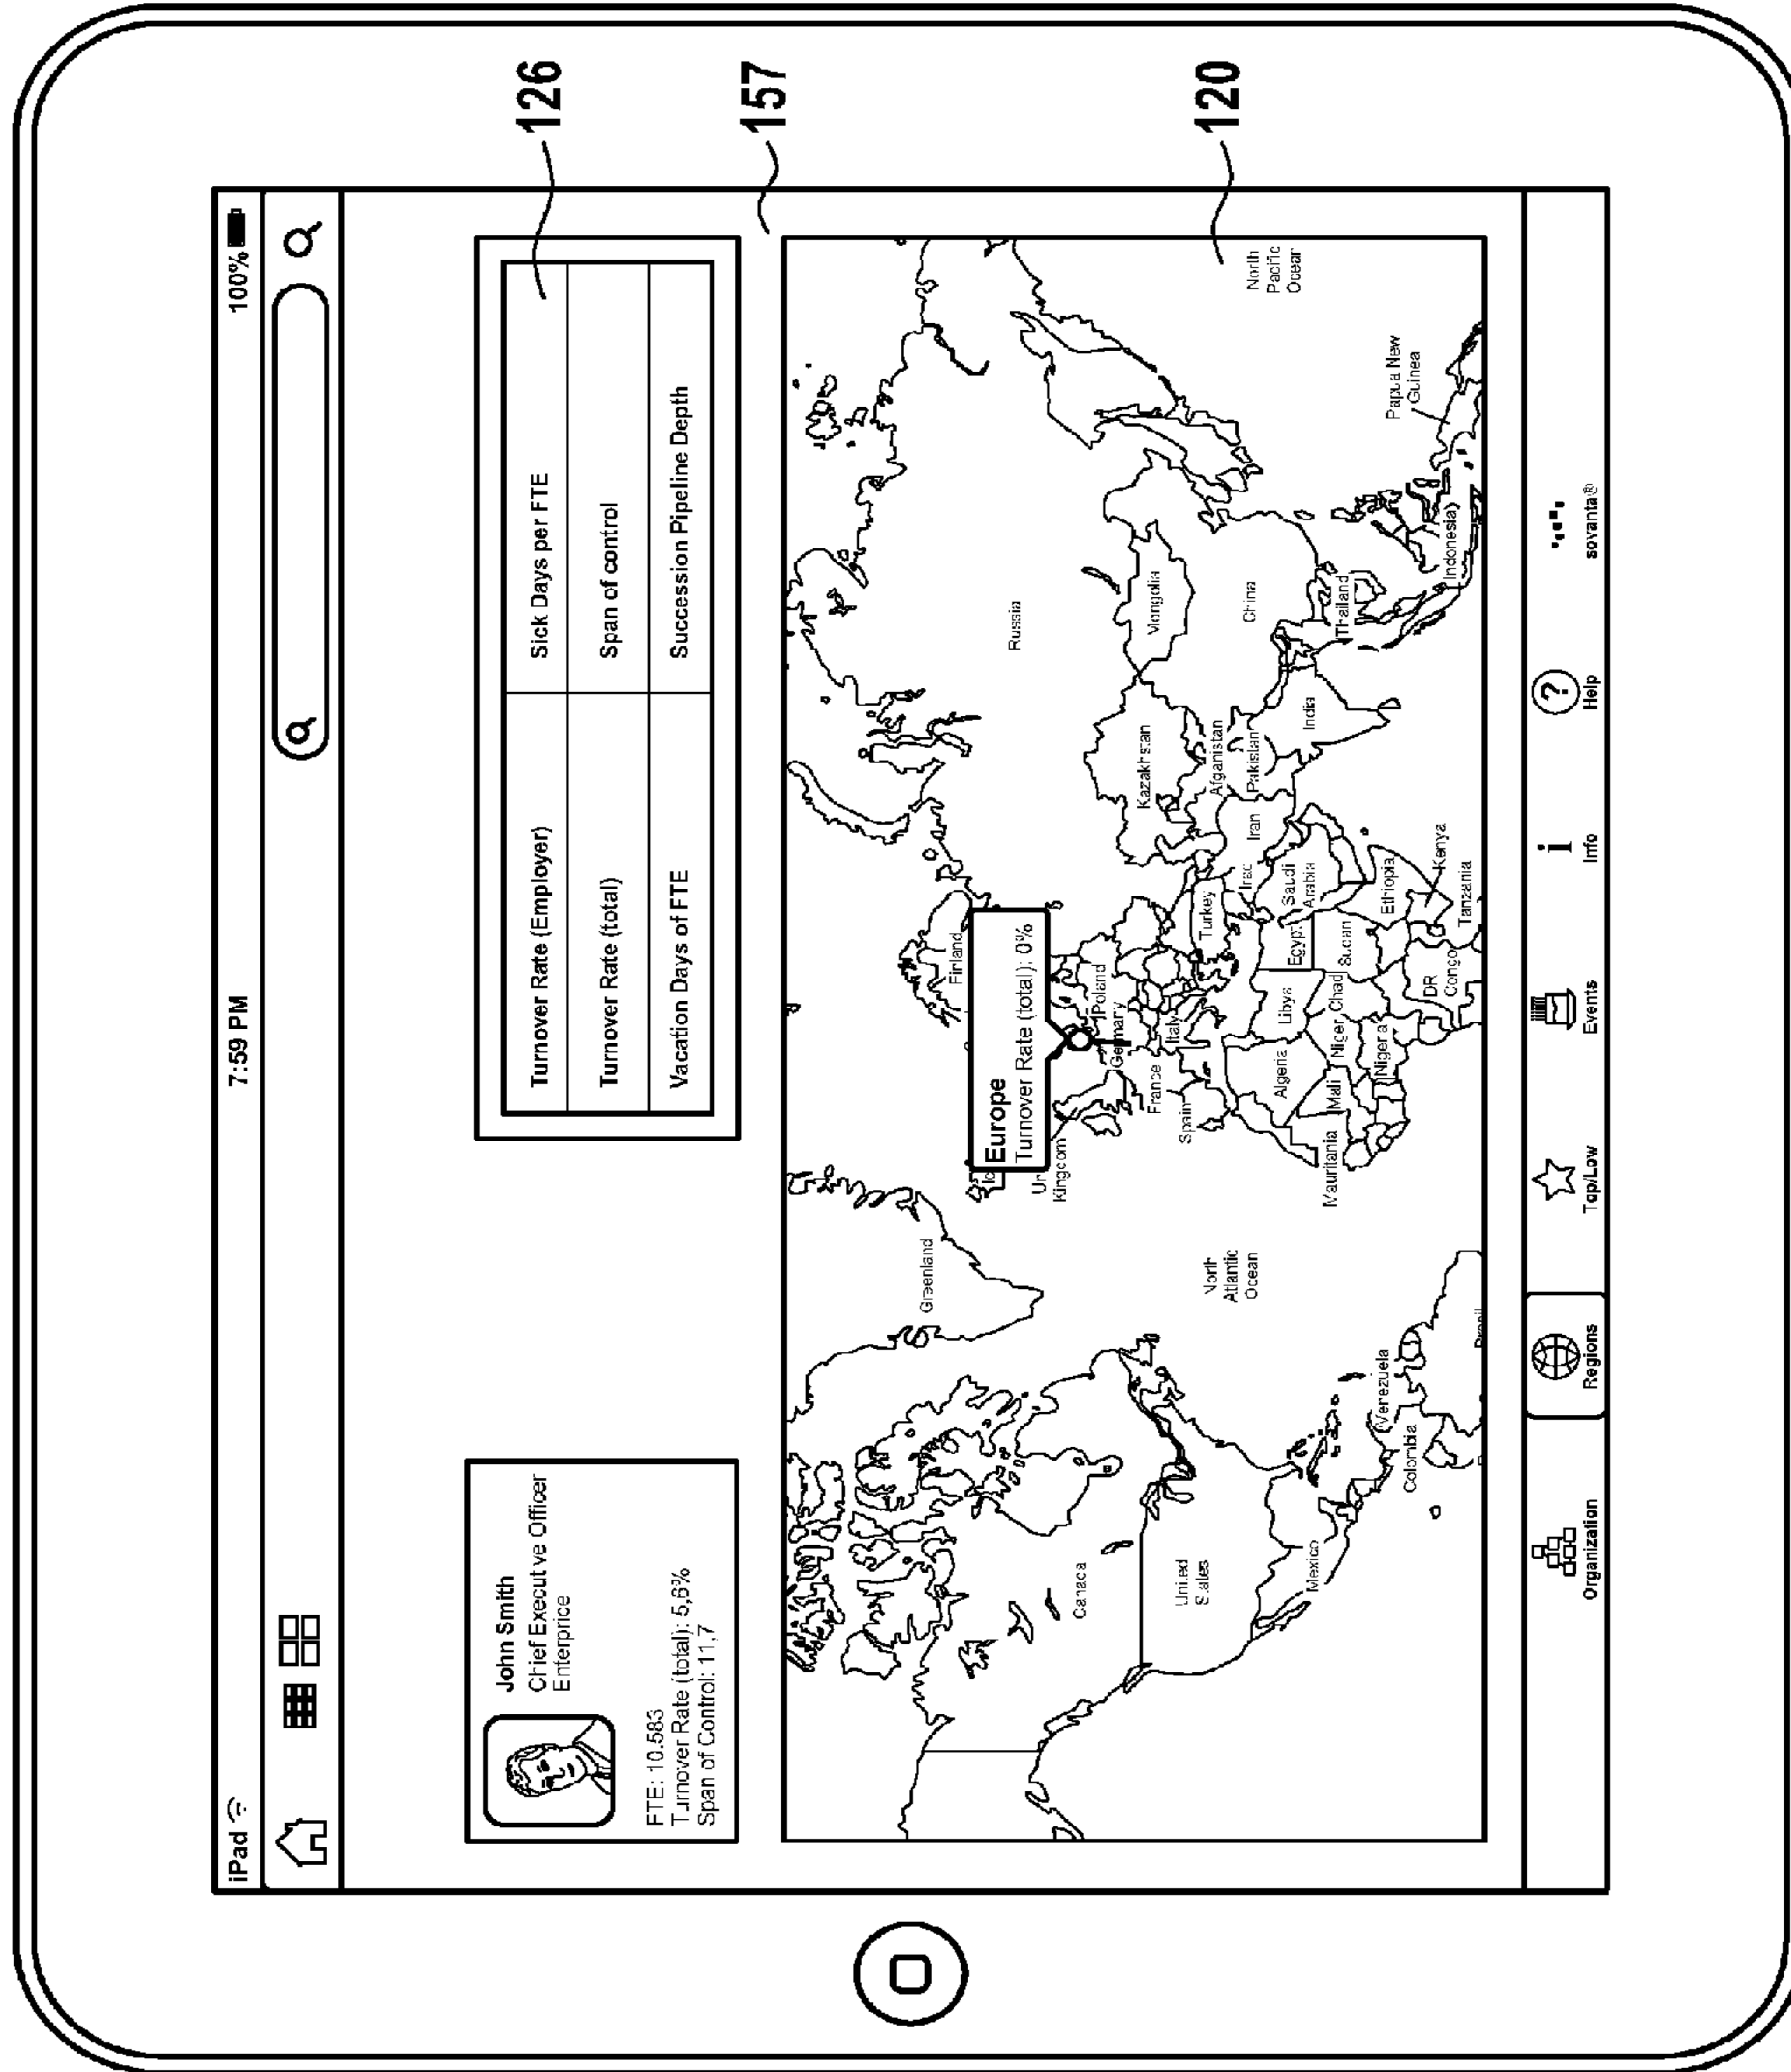 iPad 7:59 PM 100%
John Smith
Chief Executive Officer
Enterprice
FTE: 10.583
Turnover Rate (total): 5,6%
Span of Control: 11,7
Turnover Rate (Employer) Sick Days per FTE
Turnover Rate (total) Span of control
Vacation Days of FTE Succession Pipeline Depth
126
157
120
Greenland
Finland
Russia
Europe
Turnover Rate (total): 0%
Kingdom
Poland
Germany
France
Italy
Spain
Canada
United
States
Mexico
North
Atlantic
Ocean
Venezuela
Colombia
Kazakhstan
Mongolia
China
Afganistan
Pakistan
India
Iran
Iraq
Turkey
Saudi
Arabia
Egypt
Libya
Algeria
Mauritania
Mali
Niger
Chad
Sudan
Nigeria
Ethiopia
Kenya
DR
Congo
Tanzania
Thailand
Indonesia
Papua New
Guinea
North
Pacific
Ocean
Organization
Regions
Top/Low
Events
Info
Help
sovanta®